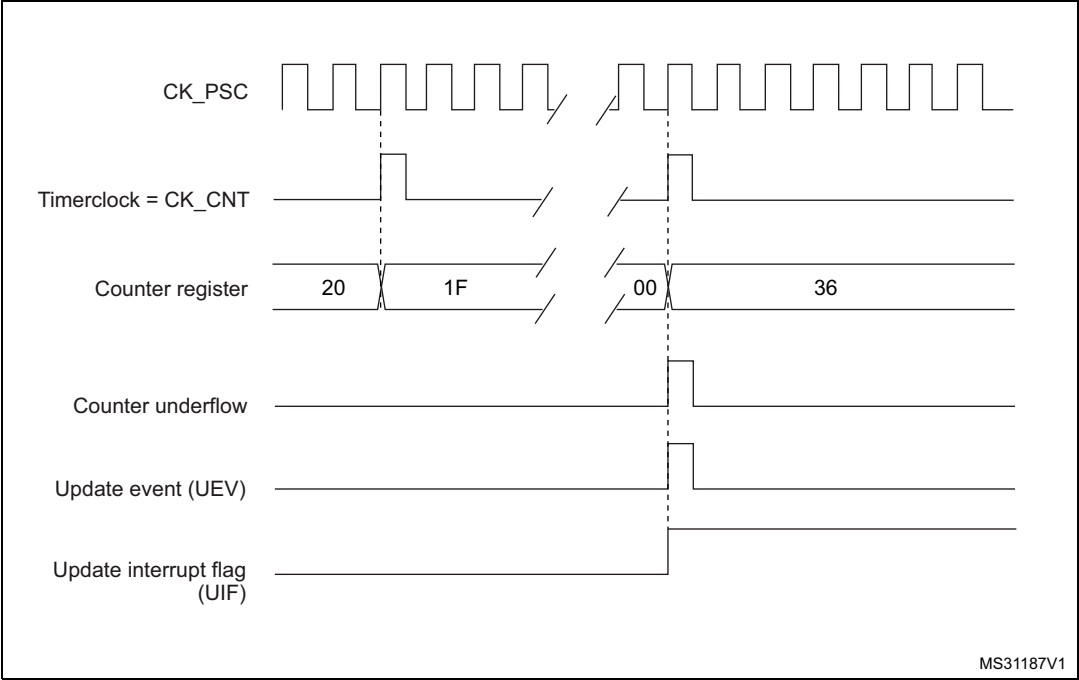 CK_PSC
Timerclock = CK_CNT
Counter register
20
1F
00
36
Counter underflow
Update event (UEV)
Update interrupt flag
(UIF)
MS31187V1